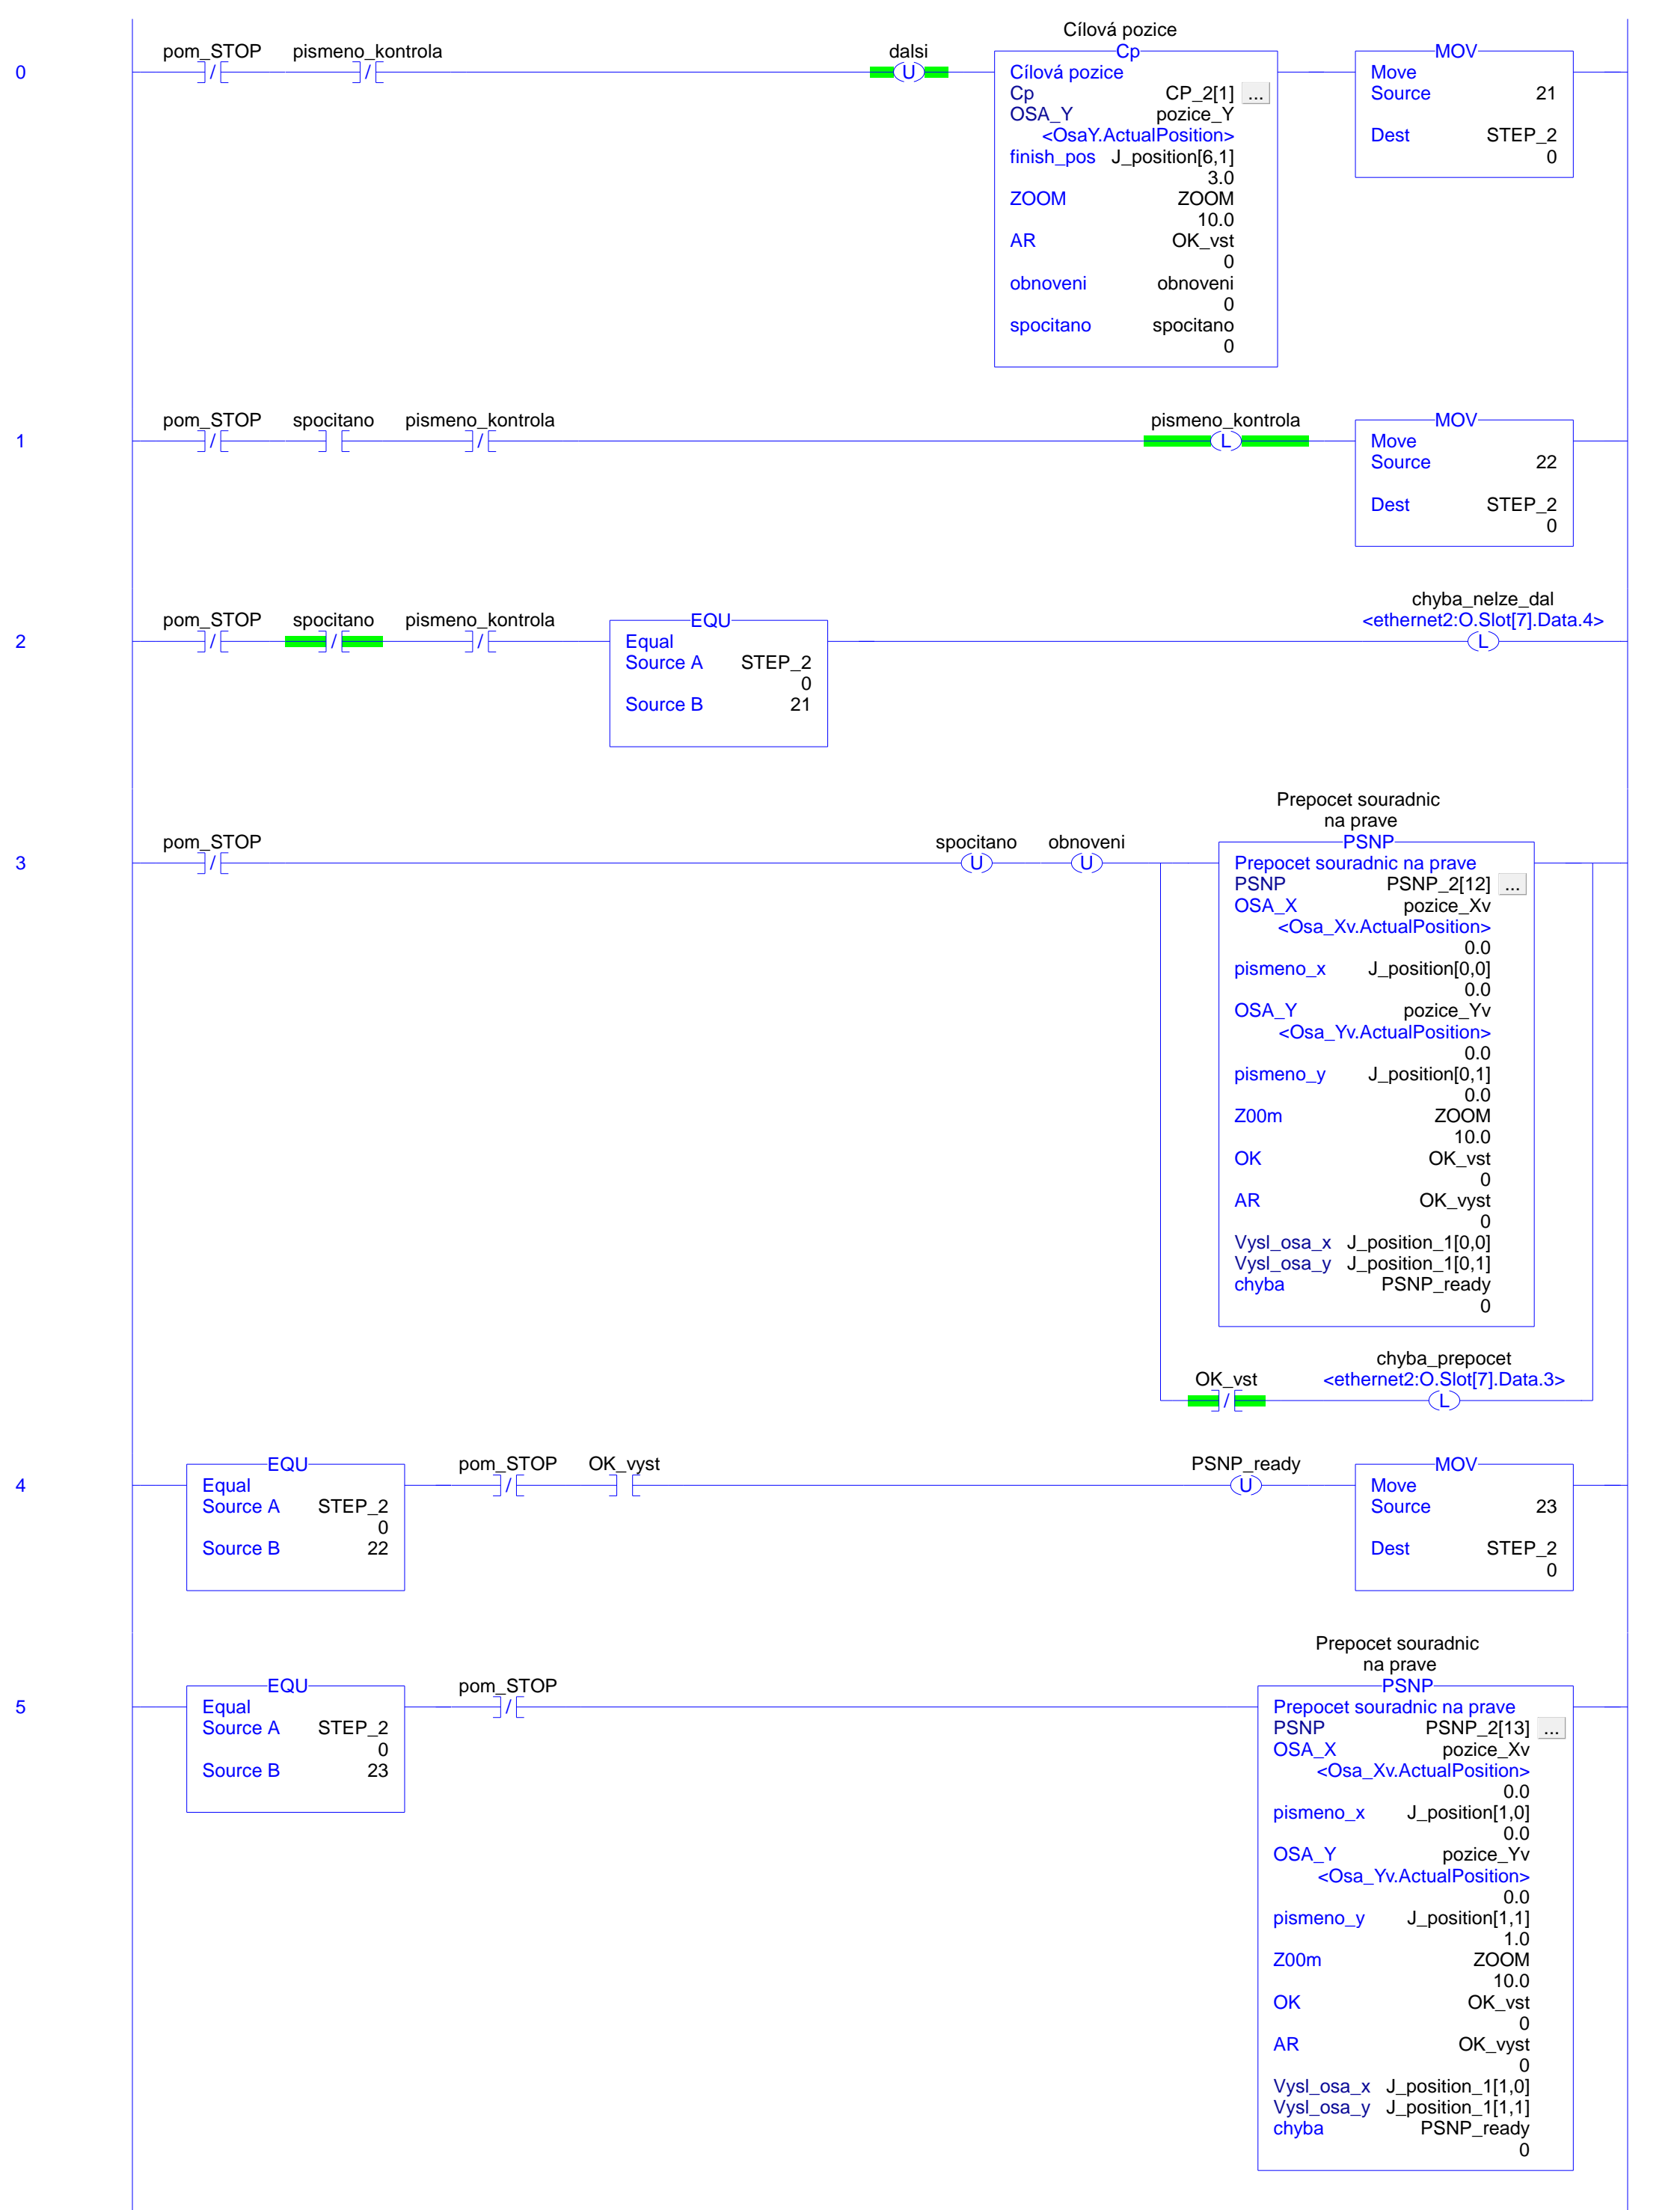 0
pom_STOP pismeno_kontrola dalsi
U
Cílová pozice
Cp
Cílová pozice
Cp CP_2[1] ...
OSA_Y pozice_Y
<OsaY.ActualPosition>
finish_pos J_position[6,1]
3.0
ZOOM ZOOM
10.0
AR OK_vst
0
obnoveni obnoveni
0
spocitano spocitano
0
MOV
Move
Source 21
Dest STEP_2
0
1
pom_STOP spocitano pismeno_kontrola pismeno_kontrola
L
MOV
Move
Source 22
Dest STEP_2
0
2
pom_STOP spocitano pismeno_kontrola
EQU
Equal
Source A STEP_2
0
Source B 21
chyba_nelze_dal
<ethernet2:O.Slot[7].Data.4>
L
3
pom_STOP spocitano obnoveni
U U
Prepocet souradnic
na prave
PSNP
Prepocet souradnic na prave
PSNP PSNP_2[12] ...
OSA_X pozice_Xv
<Osa_Xv.ActualPosition>
0.0
pismeno_x J_position[0,0]
0.0
OSA_Y pozice_Yv
<Osa_Yv.ActualPosition>
0.0
pismeno_y J_position[0,1]
0.0
Z00m ZOOM
10.0
OK OK_vst
0
AR OK_vyst
0
Vysl_osa_x J_position_1[0,0]
Vysl_osa_y J_position_1[0,1]
chyba PSNP_ready
0
OK_vst
chyba_prepocet
<ethernet2:O.Slot[7].Data.3>
L
4
EQU
Equal
Source A STEP_2
0
Source B 22
pom_STOP OK_vyst PSNP_ready
U
MOV
Move
Source 23
Dest STEP_2
0
5
EQU
Equal
Source A STEP_2
0
Source B 23
pom_STOP
Prepocet souradnic
na prave
PSNP
Prepocet souradnic na prave
PSNP PSNP_2[13] ...
OSA_X pozice_Xv
<Osa_Xv.ActualPosition>
0.0
pismeno_x J_position[1,0]
0.0
OSA_Y pozice_Yv
<Osa_Yv.ActualPosition>
0.0
pismeno_y J_position[1,1]
1.0
Z00m ZOOM
10.0
OK OK_vst
0
AR OK_vyst
0
Vysl_osa_x J_position_1[1,0]
Vysl_osa_y J_position_1[1,1]
chyba PSNP_ready
0